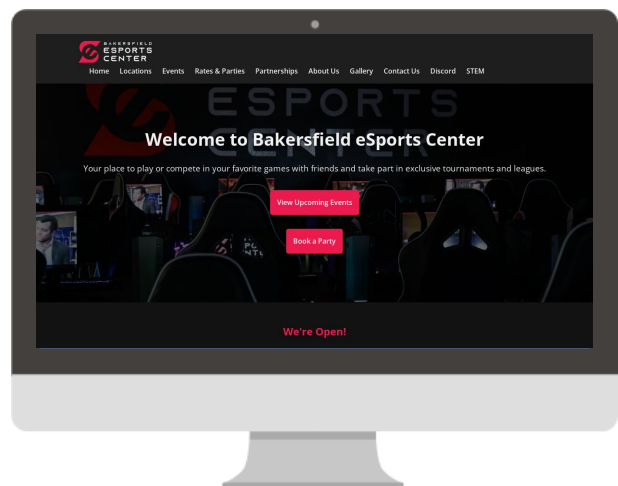 BAKERSFIELD
ESPORTS
CENTER
Home Locations Events Rates & Parties Partnerships About Us Gallery Contact Us Discord STEM
ESPORTS
CENTER
Welcome to Bakersfield eSports Center
Your place to play or compete in your favorite games with friends and take part in exclusive tournaments and leagues.
View Upcoming Events
Book a Party
We're Open!